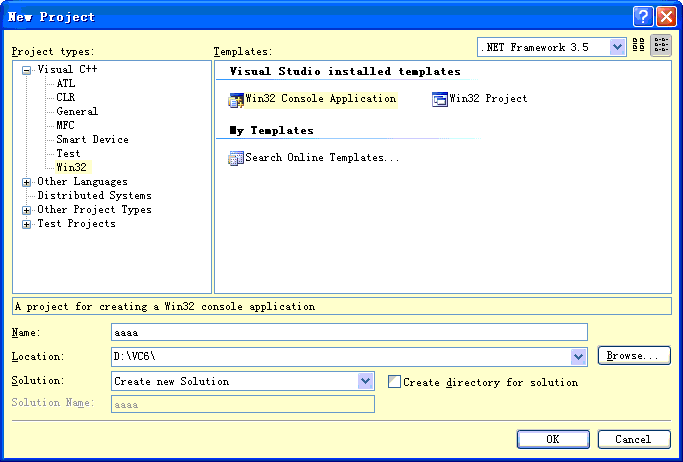 New Project
Project types:
Templates:
.NET Framework 3.5
Visual C++
ATL
CLR
General
MFC
Smart Device
Test
Win32
Other Languages
Distributed Systems
Other Project Types
Test Projects
Visual Studio installed templates
Win32 Console Application
Win32 Project
My Templates
Search Online Templates...
A project for creating a Win32 console application
Name:
aaaa
Location:
D:\VC6\
Browse...
Solution:
Create new Solution
Create directory for solution
Solution Name:
aaaa
OK
Cancel